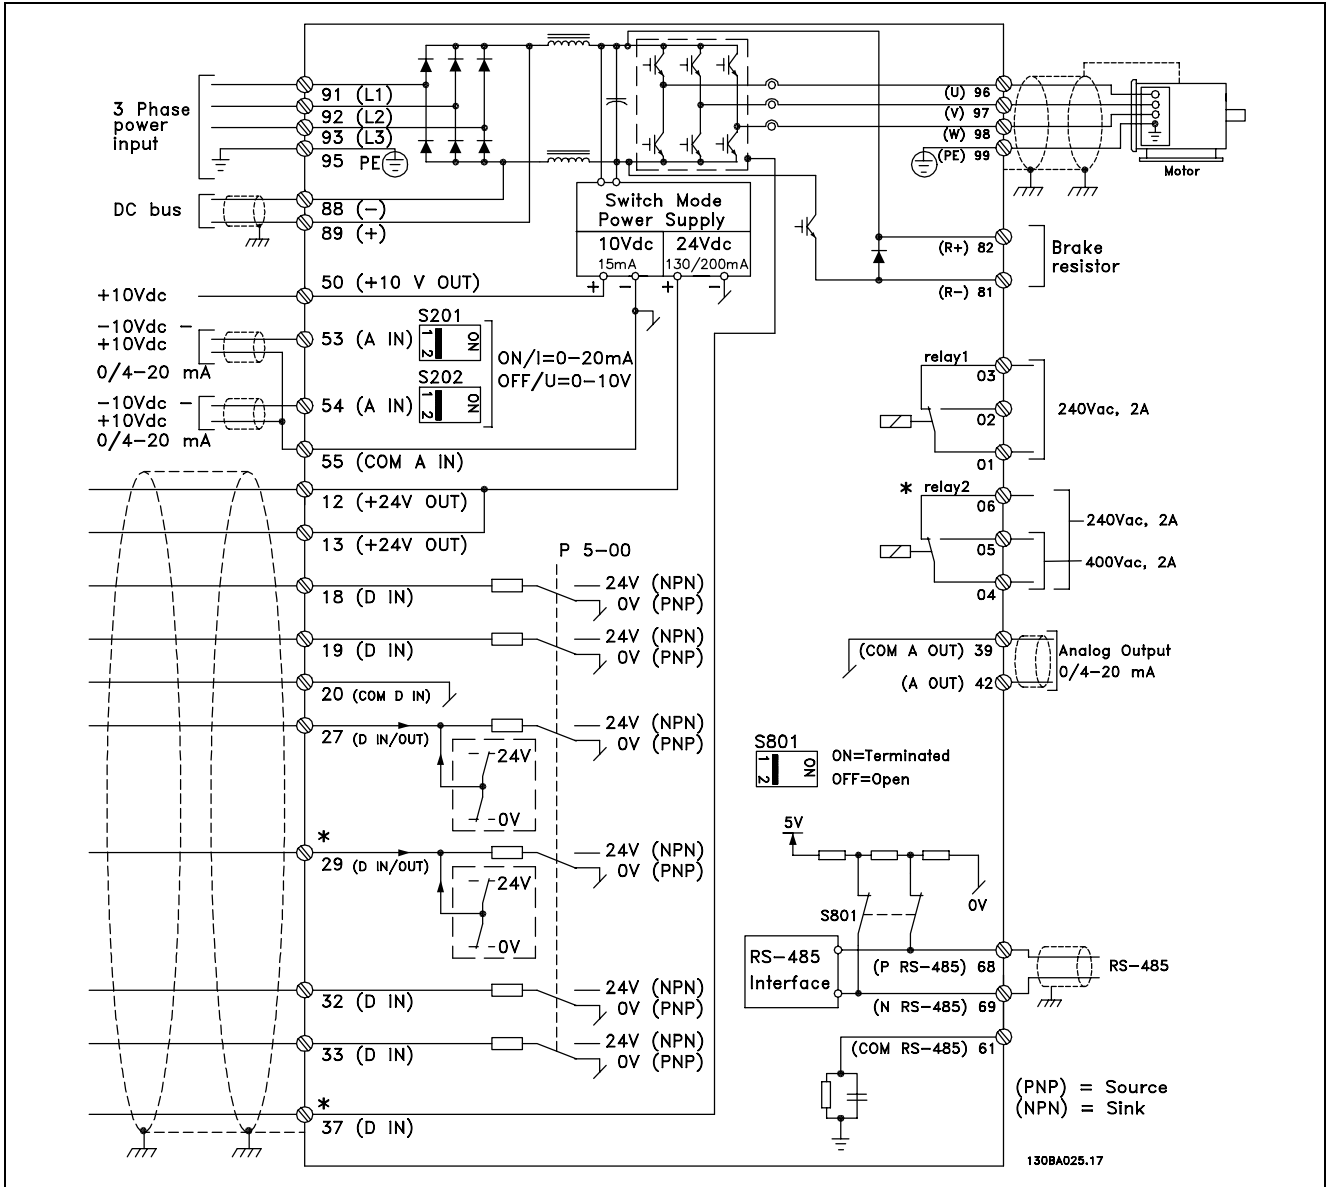 3 Phase
power
input
91 (L1)
92 (L2)
93 (L3)
95 PE
DC bus
88 (-)
89 (+)
+10Vdc
50 (+10 V OUT)
-10Vdc -
+10Vdc
0/4-20 mA
53 (A IN)
S201
1
2
ON
-10Vdc -
+10Vdc
0/4-20 mA
54 (A IN)
S202
1
2
ON
ON/I=0-20mA
OFF/U=0-10V
55 (COM A IN)
12 (+24V OUT)
13 (+24V OUT)
P 5-00
18 (D IN)
24V (NPN)
0V (PNP)
19 (D IN)
24V (NPN)
0V (PNP)
20 (COM D IN)
27 (D IN/OUT)
24V (NPN)
0V (PNP)
24V
0V
*
29 (D IN/OUT)
24V (NPN)
0V (PNP)
24V
0V
32 (D IN)
24V (NPN)
0V (PNP)
33 (D IN)
24V (NPN)
0V (PNP)
*
37 (D IN)
Switch Mode
Power Supply
10Vdc
15mA
24Vdc
130/200mA
+ - + -
(U) 96
(V) 97
(W) 98
(PE) 99
Motor
(R+) 82
(R-) 81
Brake
resistor
relay1
03
02
01
240Vac, 2A
* relay2
06
05
04
240Vac, 2A
400Vac, 2A
(COM A OUT) 39
(A OUT) 42
Analog Output
0/4-20 mA
S801
1
2
ON
ON=Terminated
OFF=Open
5V
0V
S801
RS-485
Interface
(P RS-485) 68
(N RS-485) 69
RS-485
(COM RS-485) 61
(PNP) = Source
(NPN) = Sink
130BA025.17